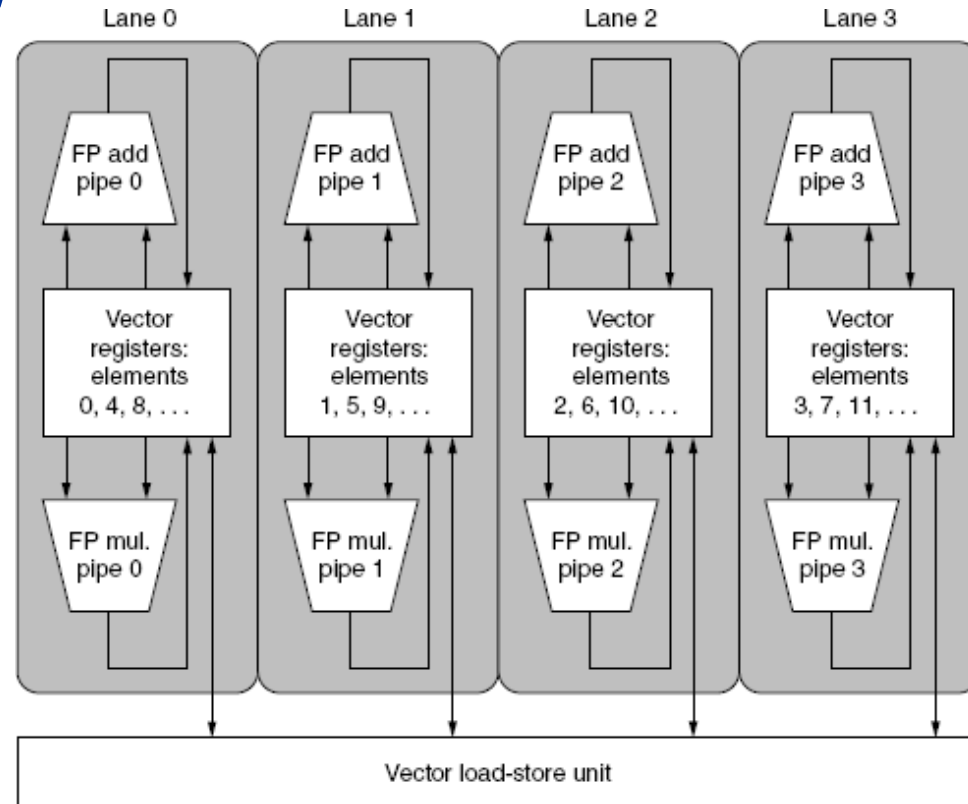 Lane 0
Lane 1
Lane 2
Lane 3
FP add
pipe 0
FP add
pipe 1
FP add
pipe 2
FP add
pipe 3
Vector
registers:
elements
0, 4, 8, . . .
Vector
registers:
elements
1, 5, 9, . . .
Vector
registers:
elements
2, 6, 10, . . .
Vector
registers:
elements
3, 7, 11, . . .
FP mul.
pipe 0
FP mul.
pipe 1
FP mul.
pipe 2
FP mul.
pipe 3
Vector load-store unit